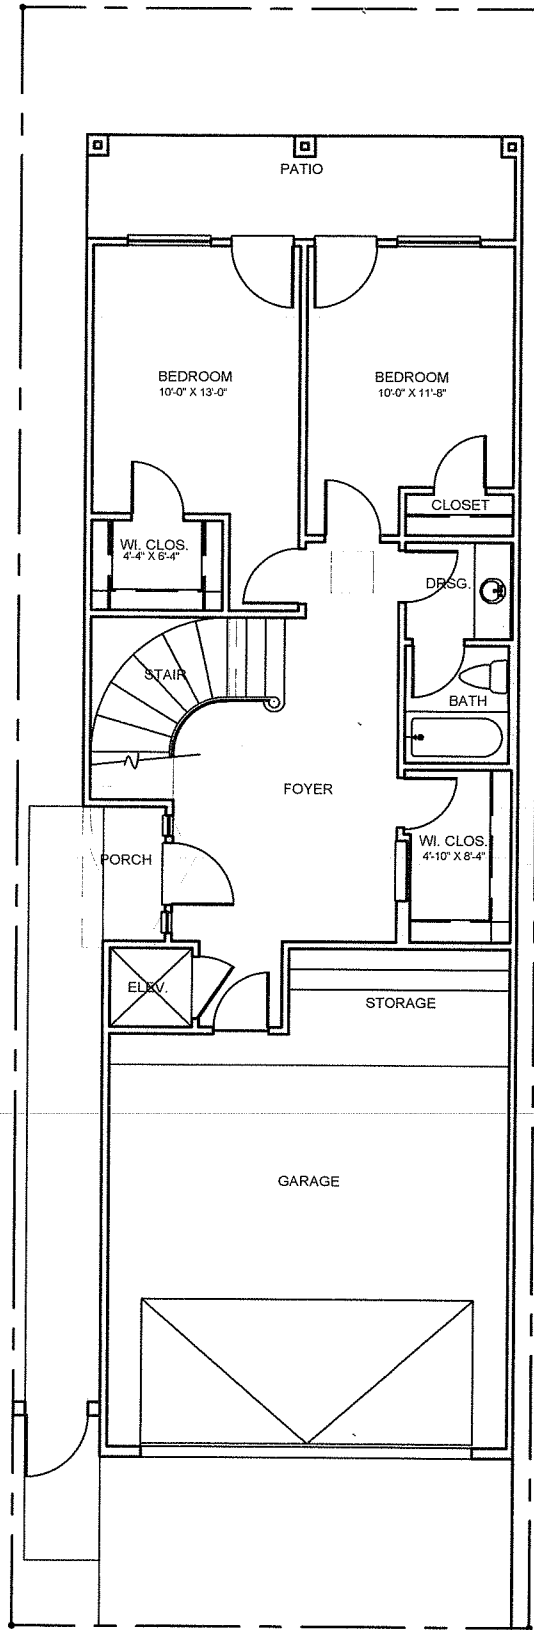 PATIO
BEDROOM
10'-0" X 13'-0"
BEDROOM
10'-0" X 11'-8"
CLOSET
WI. CLOS.
4'-4" X 6'-4"
DRSG.
STAIR
BATH
FOYER
WI. CLOS.
4'-10" X 8'-4"
PORCH
ELEV.
STORAGE
GARAGE